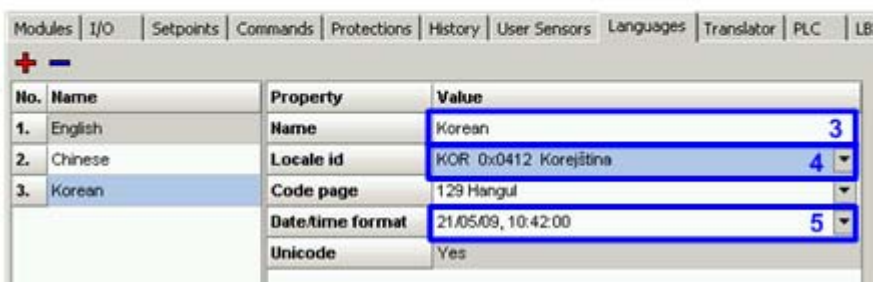 Modules I/O Setpoints Commands Protections History User Sensors Languages Translator PLC LB
No. Name Property Value
1. English Name Korean 3
2. Chinese Locale id KOR 0x0412 Korejština 4
3. Korean Code page 129 Hangul
Date/time format 21/05/09, 10:42:00 5
Unicode Yes